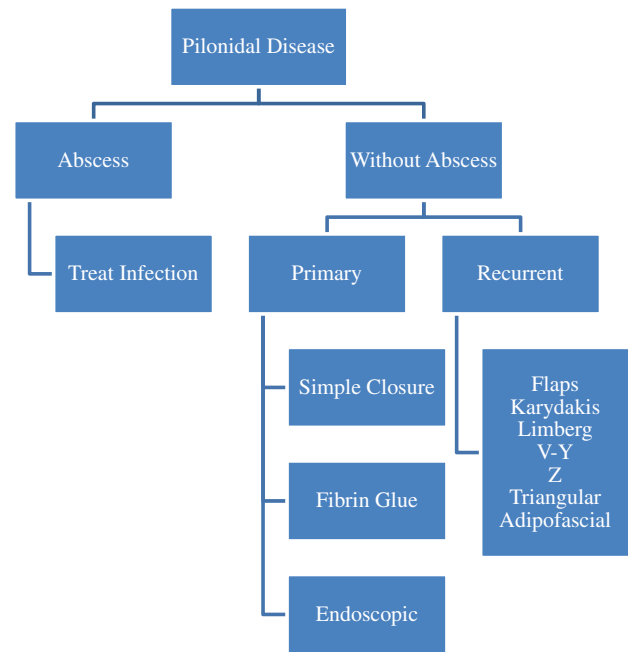 Pilonidal Disease
Abscess
Without Abscess
Treat Infection
Primary
Recurrent
Simple Closure
Fibrin Glue
Endoscopic
Flaps
Karydakis
Limberg
V-Y
Z
Triangular
Adipofascial